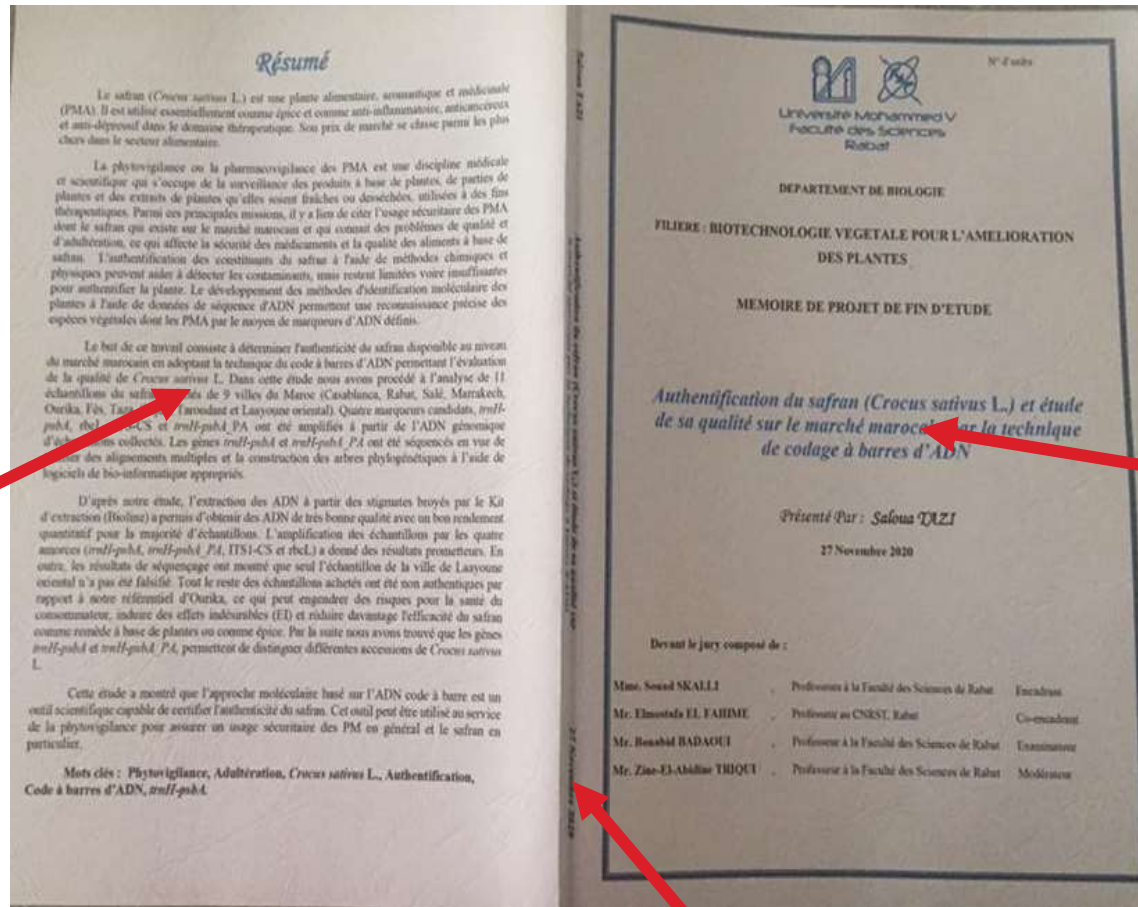 Résumé
Le safran (Crocus sativus L.) est une plante alimentaire, aromatique et médicinale
(PMA). Il est utilisé essentiellement comme épice et comme anti-inflammatoire, anticancéreux
et anti-dépressif dans le domaine thérapeutique. Son prix de marché se classe parmi les plus
chers dans le secteur alimentaire.
La phytovigilance ou la pharmacovigilance des PMA est une discipline médicale
et scientifique qui s'occupe de la surveillance des produits à base de plantes, de parties de
plantes et des extraits de plantes qu'elles soient fraîches ou desséchées, utilisées à des fins
thérapeutiques. Parmi ces principales missions, il y a lieu de citer l'usage sécuritaire des PMA
dont le safran qui existe sur le marché marocain et qui connait des problèmes de qualité et
d'adultération, ce qui affecte la sécurité des médicaments et la qualité des aliments à base de
safran. L'authentification des constituants du safran à l'aide de méthodes chimiques et
physiques peuvent aider à détecter les contaminants, mais restent limitées voire insuffisantes
pour authentifier la plante. Le développement des méthodes d'identification moléculaire des
plantes à l'aide de données de séquence d'ADN permettent une reconnaissance précise des
espèces végétales dont les PMA par le moyen de marqueurs d'ADN définis.
Le but de ce travail consiste à déterminer l'authenticité du safran disponible au niveau
du marché marocain en adoptant la technique du code à barres d'ADN permettant l'évaluation
de la qualité de Crocus sativus L. Dans cette étude nous avons procédé à l'analyse de 11
échantillons du safran de 9 villes du Maroc (Casablanca, Rabat, Salé, Marrakech,
Ourika, Fès, Taroudant et Laayoune oriental). Quatre marqueurs candidats, trnH-
psbA, rbcL -CS et trnH-psbA_PA ont été amplifiés à partir de l'ADN génomique
d'échantillons collectés. Les gènes trnH-psbA et trnH-psbA_PA ont été séquencés en vue de
des alignements multiples et la construction des arbres phylogénétiques à l'aide de
logiciels de bio-informatique appropriés.
D'après notre étude, l'extraction des ADN à partir des stigmates broyés par le Kit
d'extraction (Bioline) a permis d'obtenir des ADN de très bonne qualité avec un bon rendement
quantitatif pour la majorité d'échantillons. L'amplification des échantillons par les quatre
amorces (trnH-psbA, trnH-psbA_PA, ITS1-CS et rbcL) a donné des résultats prometteurs. En
outre, les résultats de séquençage ont montré que seul l'échantillon de la ville de Laayoune
oriental n'a pas été falsifié. Tout le reste des échantillons achetés ont été non authentiques par
rapport à notre référentiel d'Ourika, ce qui peut engendrer des risques pour la santé du
consommateur, induire des effets indésirables (EI) et réduire davantage l'efficacité du safran
comme remède à base de plantes ou comme épice. Par la suite nous avons trouvé que les gènes
trnH-psbA et trnH-psbA_PA, permettent de distinguer différentes accessions de Crocus sativus
L.
Cette étude a montré que l'approche moléculaire basé sur l'ADN code à barre est un
outil scientifique capable de certifier l'authenticité du safran. Cet outil peut être utilisé au service
de la phytovigilance pour assurer un usage sécuritaire des PM en général et le safran en
particulier.
Mots clés : Phytovigilance, Adultération, Crocus sativus L., Authentification,
Code à barres d'ADN, trnH-psbA.
Saloua TAZI
27 Novembre 2020
N° d'ordre
Université Mohammed V
Faculté des Sciences
Rabat
DEPARTEMENT DE BIOLOGIE
FILIERE : BIOTECHNOLOGIE VEGETALE POUR L'AMELIORATION
DES PLANTES
MEMOIRE DE PROJET DE FIN D'ETUDE
Authentification du safran (Crocus sativus L.) et étude
de sa qualité sur le marché marocain par la technique
de codage à barres d'ADN
Présenté Par : Saloua TAZI
27 Novembre 2020
Devant le jury composé de :
Mme. Souad SKALLI , Professeure à la Faculté des Sciences de Rabat Encadrant
Mr. Elmostafa EL FAHIME , Professeur au CNRST, Rabat Co-encadrant
Mr. Bouabid BADAOUI , Professeur à la Faculté des Sciences de Rabat Examinateur
Mr. Zine-El-Abidine TRIQUI , Professeur à la Faculté des Sciences de Rabat Modérateur